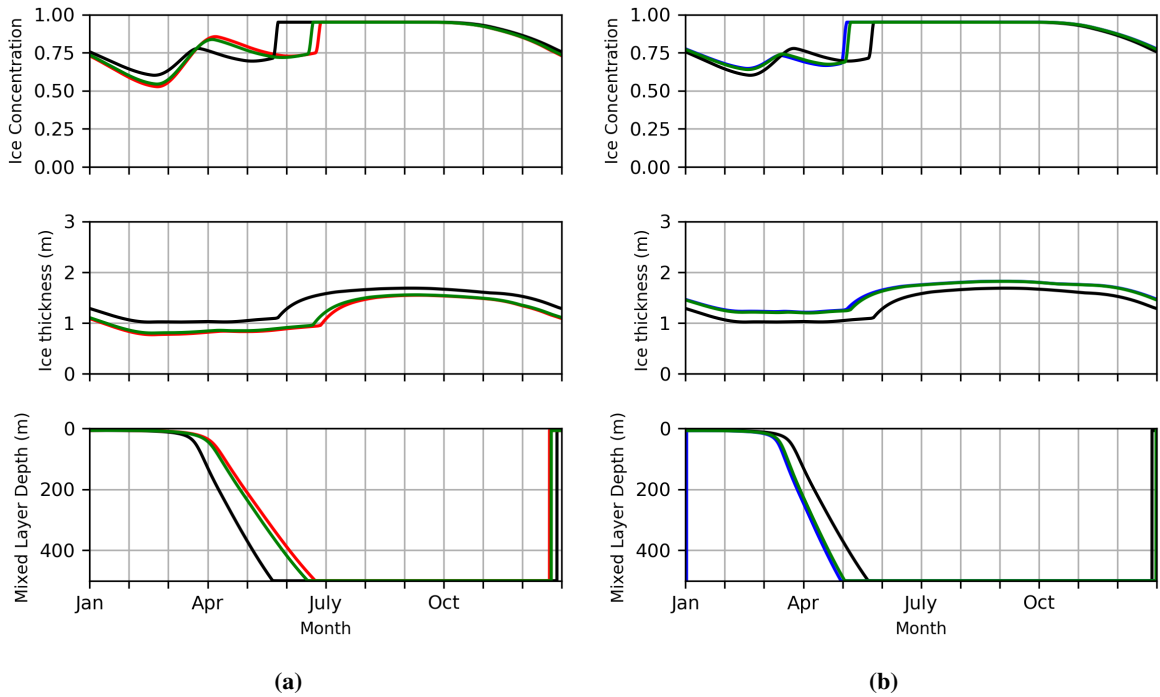 1.00
0.75
0.50
0.25
0.00
Ice Concentration
3
2
1
0
Ice thickness (m)
0
200
400
Mixed Layer Depth (m)
Jan Apr July Oct
Month
(a)
1.00
0.75
0.50
0.25
0.00
Ice Concentration
3
2
1
0
Ice thickness (m)
0
200
400
Mixed Layer Depth (m)
Jan Apr July Oct
Month
(b)